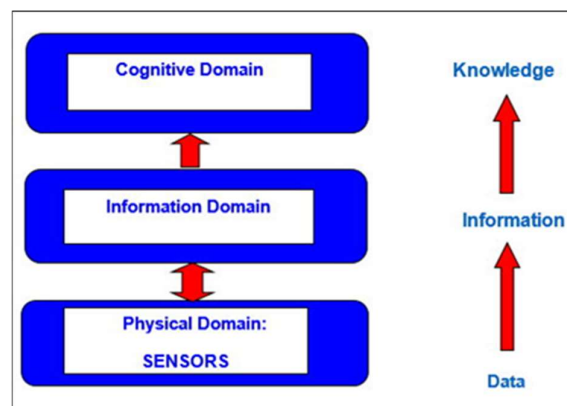 Cognitive Domain
Knowledge
Information Domain
Information
Physical Domain:
SENSORS
Data